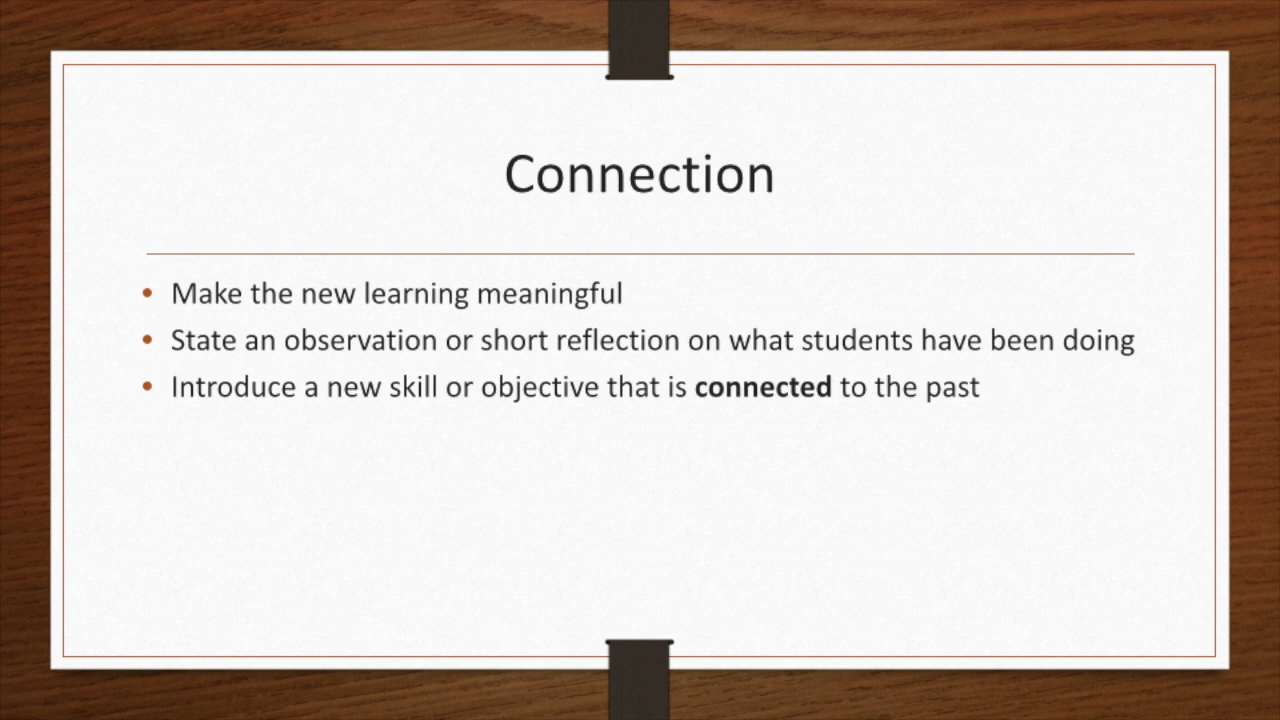 Connection
• Make the new learning meaningful
• State an observation or short reflection on what students have been doing
• Introduce a new skill or objective that is connected to the past